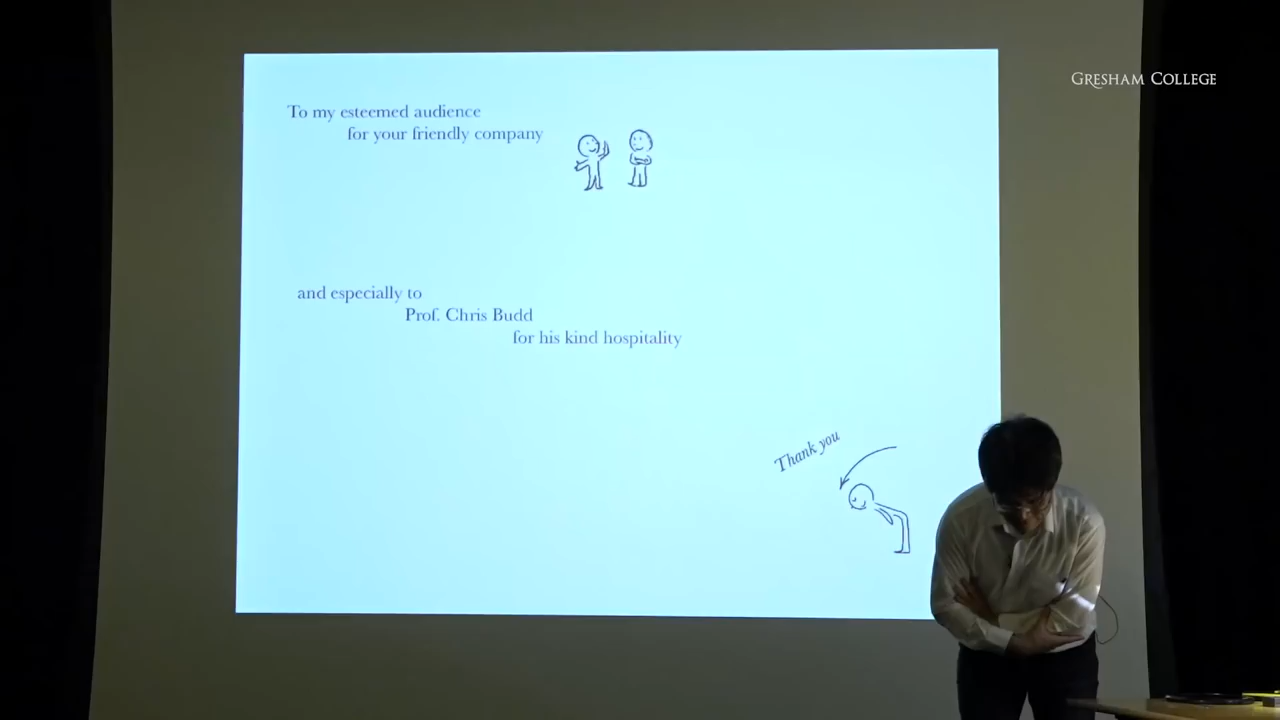 GRESHAM COLLEGE
To my esteemed audience
for your friendly company
and especially to
Prof. Chris Budd
for his kind hospitality
Thank you